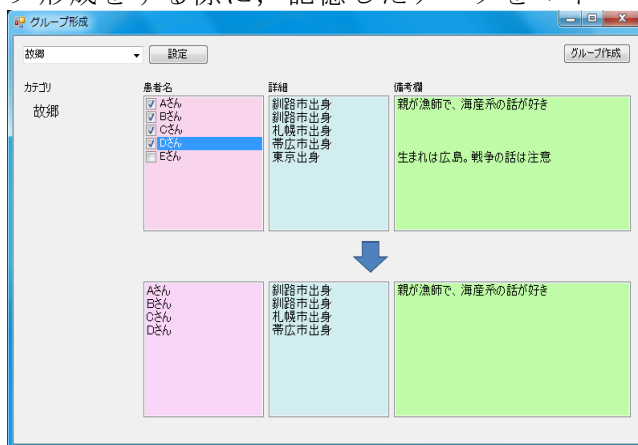 グループ形成
故郷
設定
グループ作成
カテゴリ 患者名 詳細 備考欄
故郷
Aさん 釧路市出身 親が漁師で、海産系の話が好き
Bさん 釧路市出身
Cさん 札幌市出身
Dさん 帯広市出身
Eさん 東京出身 生まれは広島。戦争の話は注意
Aさん 釧路市出身 親が漁師で、海産系の話が好き
Bさん 釧路市出身
Cさん 札幌市出身
Dさん 帯広市出身